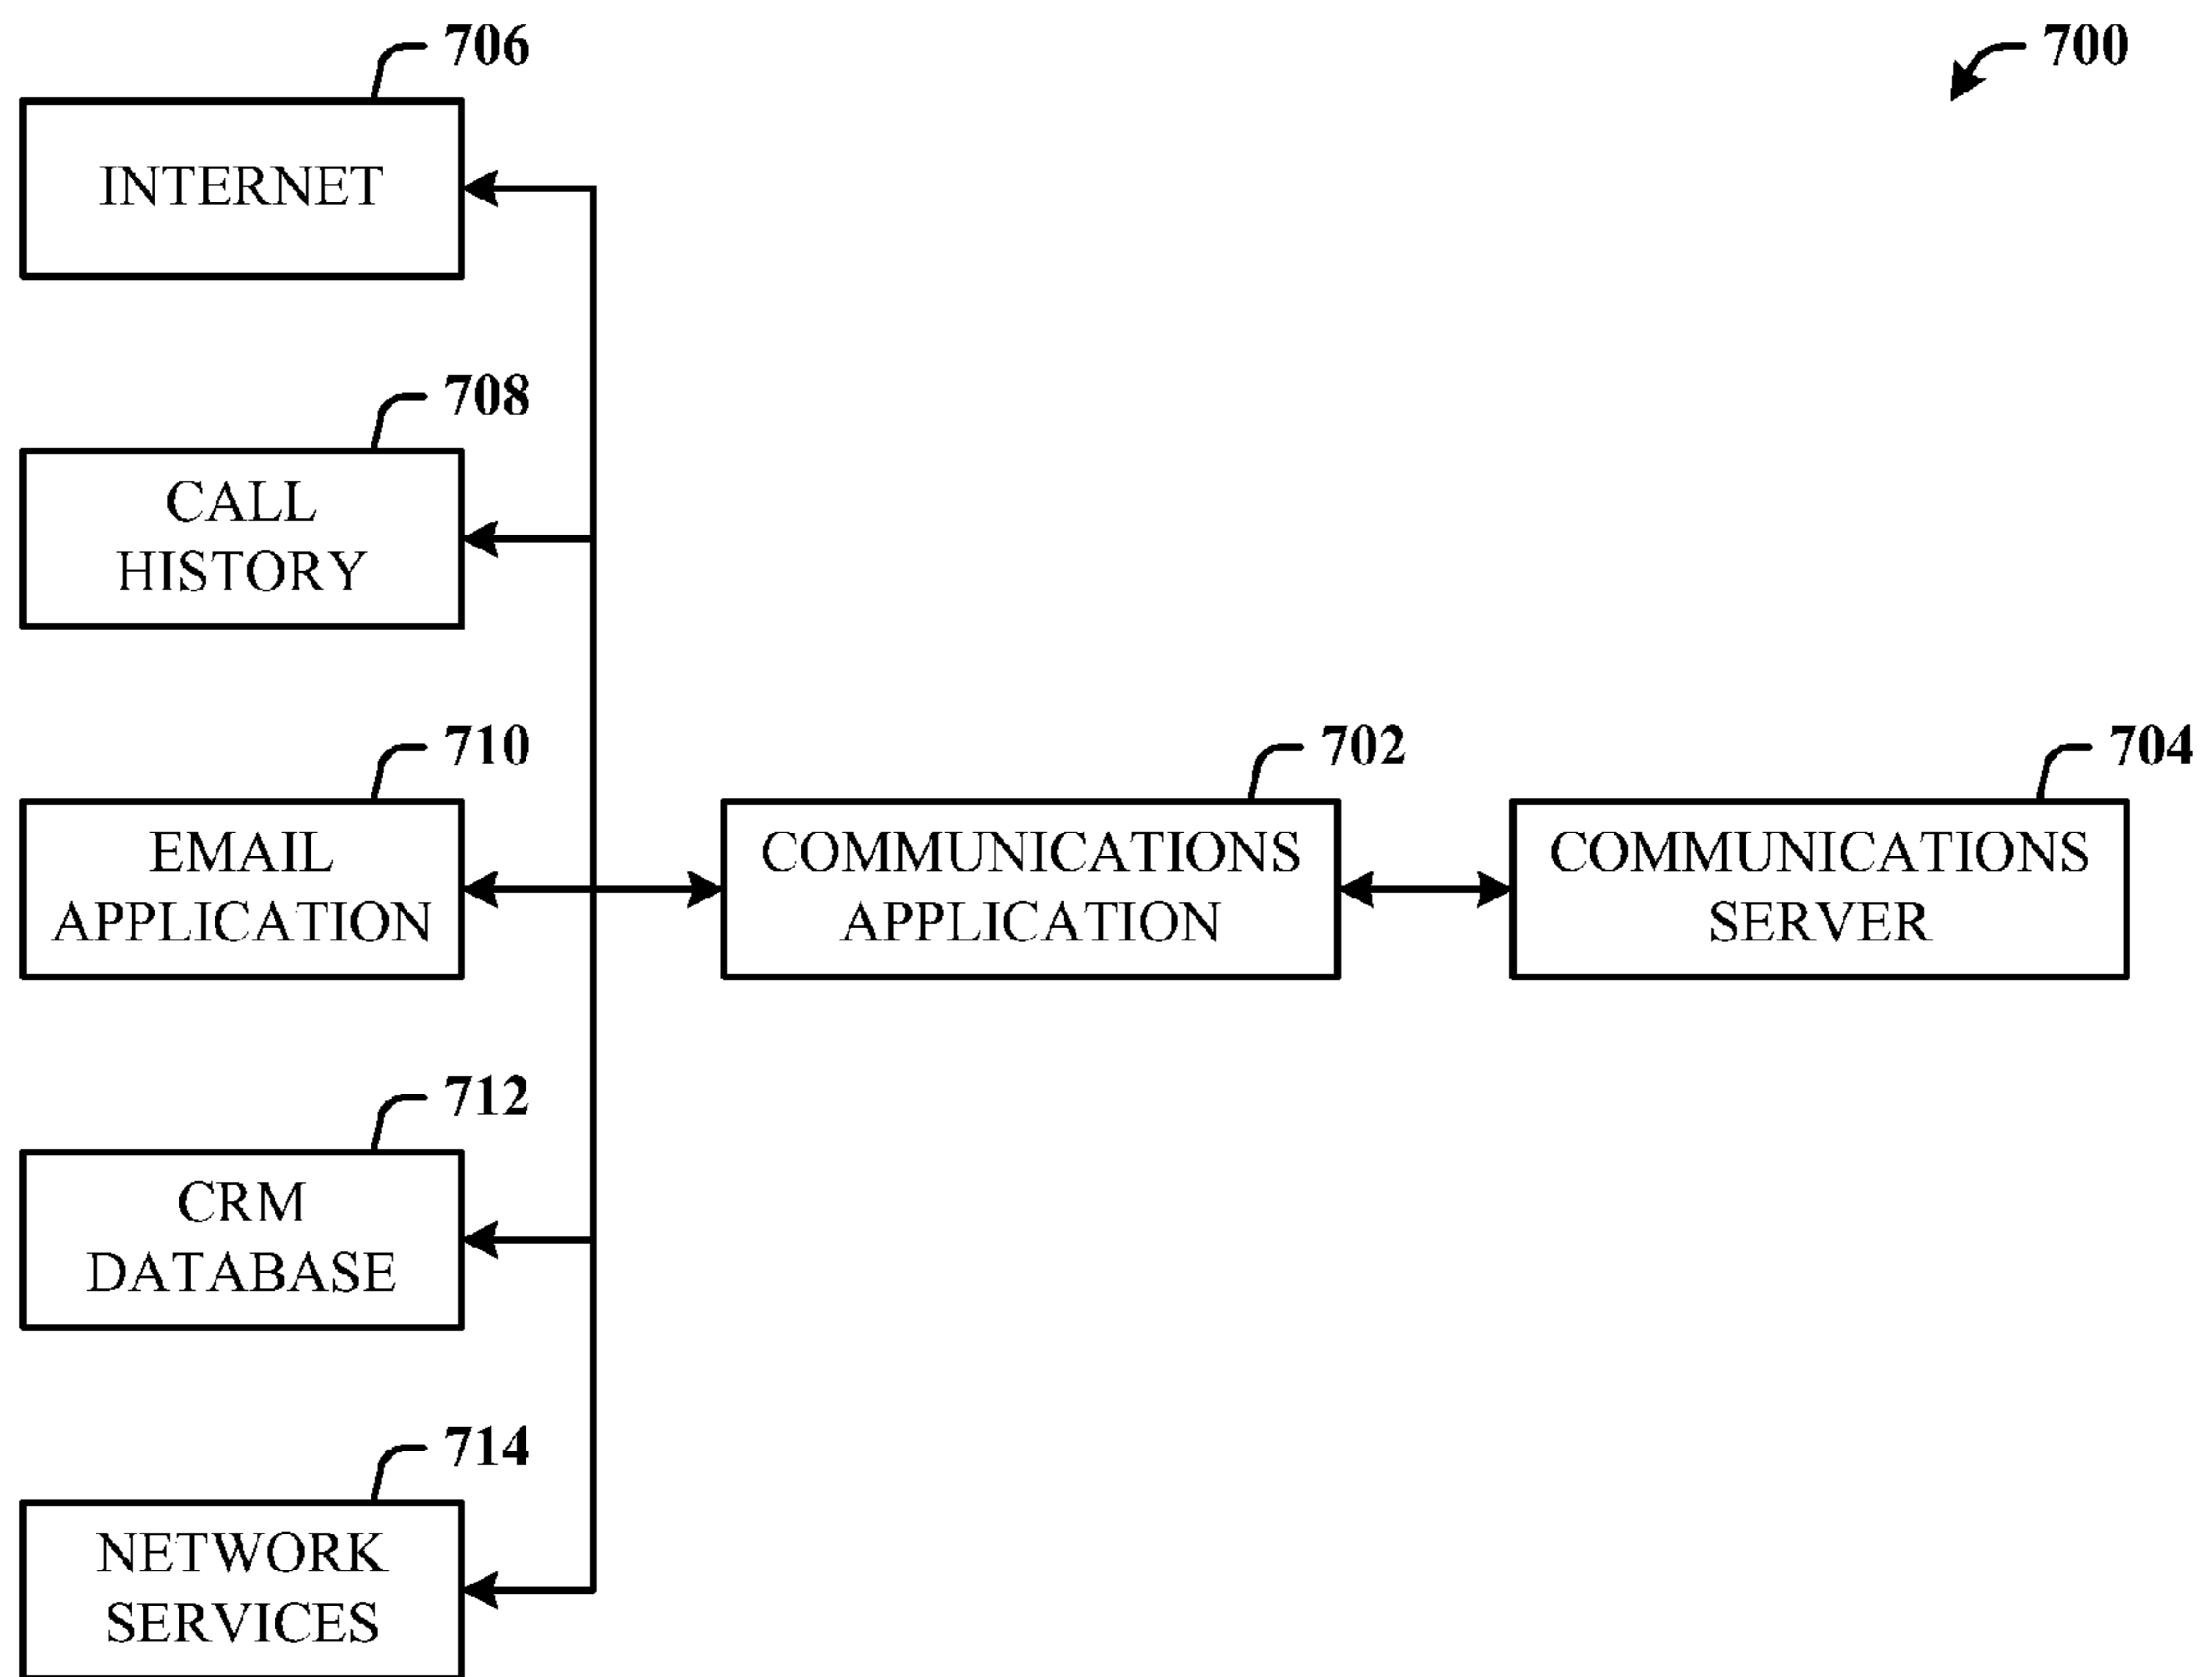 706
700
INTERNET
708
CALL
HISTORY
710
702
704
EMAIL
APPLICATION
COMMUNICATIONS
APPLICATION
COMMUNICATIONS
SERVER
712
CRM
DATABASE
714
NETWORK
SERVICES